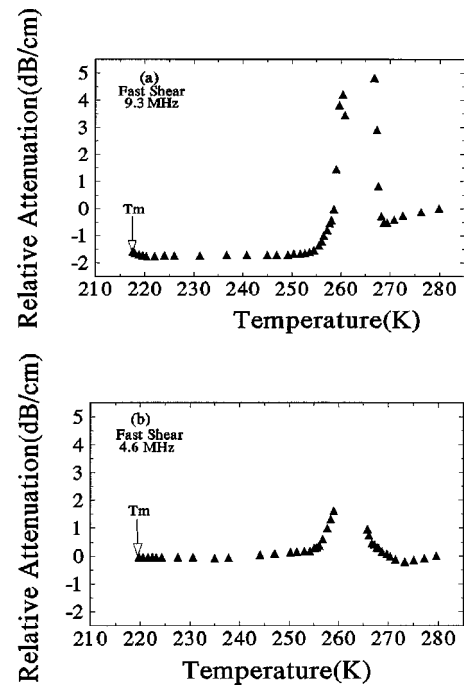 Relative Attenuation(dB/cm)
5
4
3
2
1
0
-1
-2
(a)
Fast Shear
9.3 MHz
Tm
210 220 230 240 250 260 270 280
Temperature(K)
Relative Attenuation(dB/cm)
5
4
3
2
1
0
-1
-2
(b)
Fast Shear
4.6 MHz
Tm
210 220 230 240 250 260 270 280
Temperature(K)